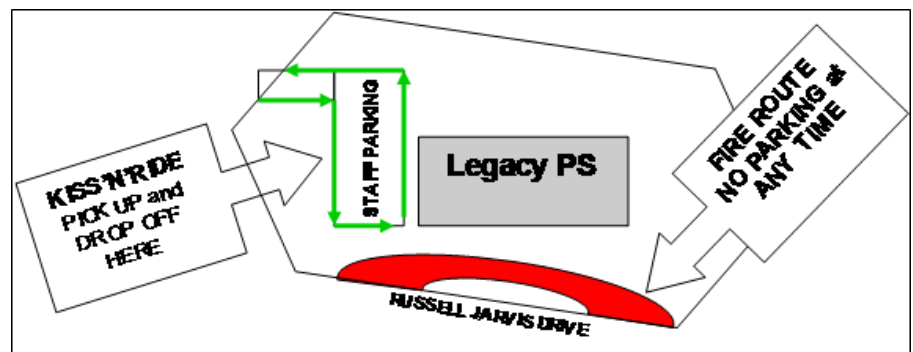 KISS'N'RIDE
PICK UP and
DROP OFF
HERE
STAFF PARKING
Legacy PS
FIRE ROUTE
NO PARKING at
ANY TIME
RUSSELL JARVIS DRIVE